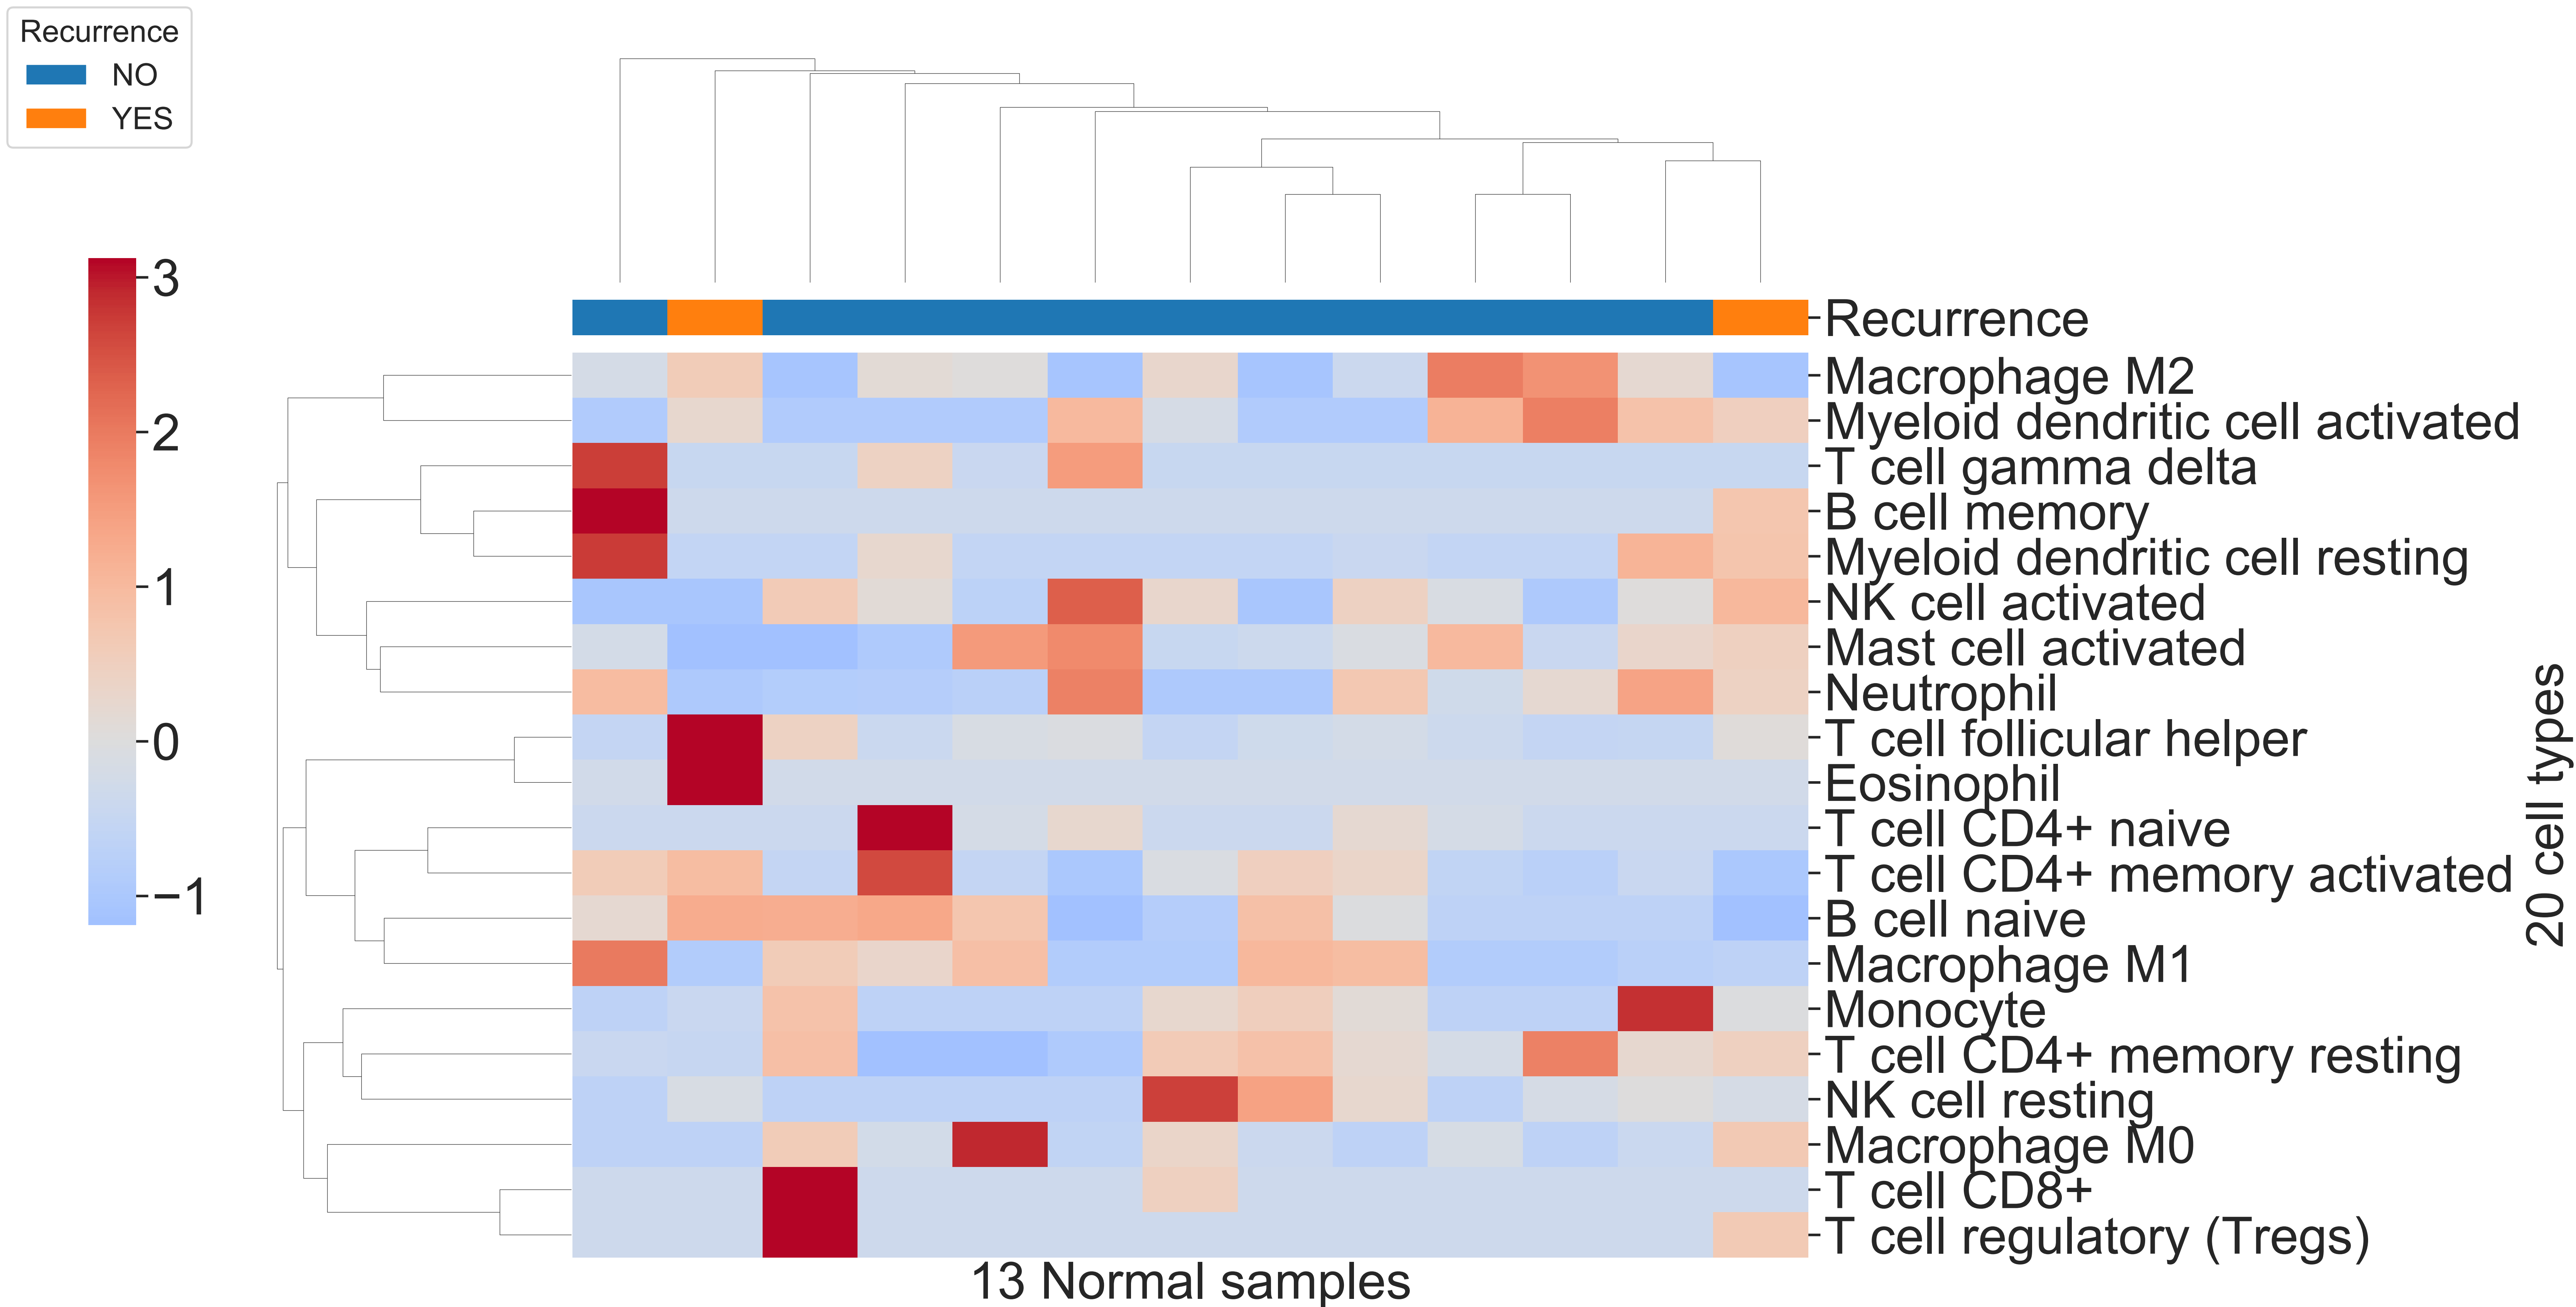 Recurrence
NO
YES
3
2
1
0
−1
Recurrence
Macrophage M2
Myeloid dendritic cell activated
T cell gamma delta
B cell memory
Myeloid dendritic cell resting
NK cell activated
Mast cell activated
Neutrophil
T cell follicular helper
Eosinophil
T cell CD4+ naive
T cell CD4+ memory activated
B cell naive
Macrophage M1
Monocyte
T cell CD4+ memory resting
NK cell resting
Macrophage M0
T cell CD8+
T cell regulatory (Tregs)
20 cell types
13 Normal samples